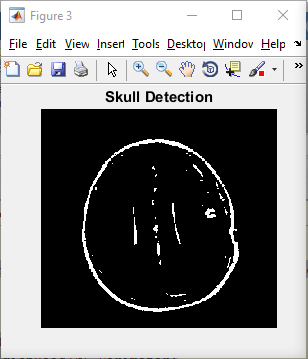 Figure 3
File Edit View Insert Tools Desktop Window Help
Skull Detection